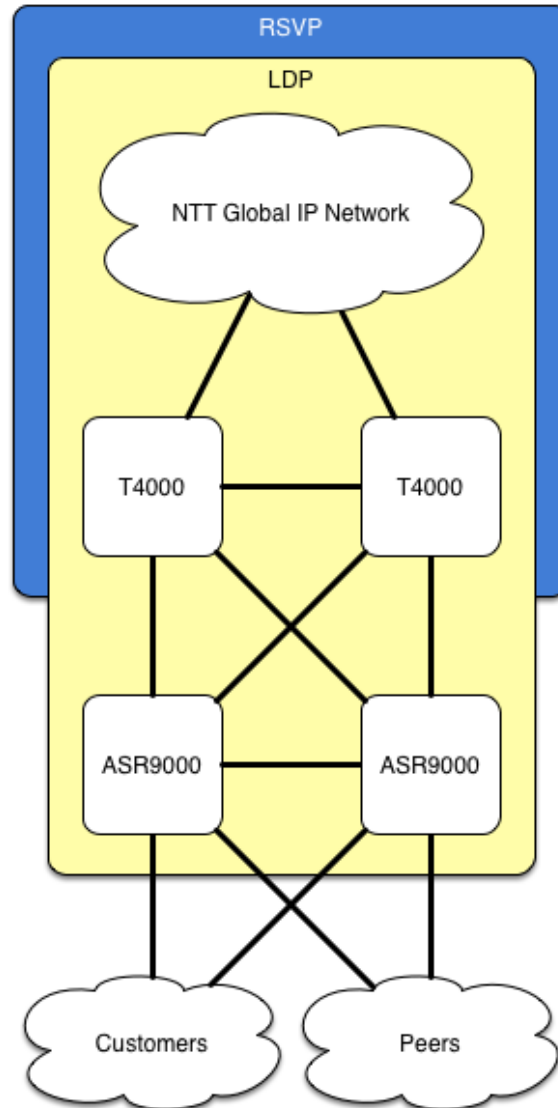 RSVP
LDP
NTT Global IP Network
T4000
T4000
ASR9000
ASR9000
Customers
Peers